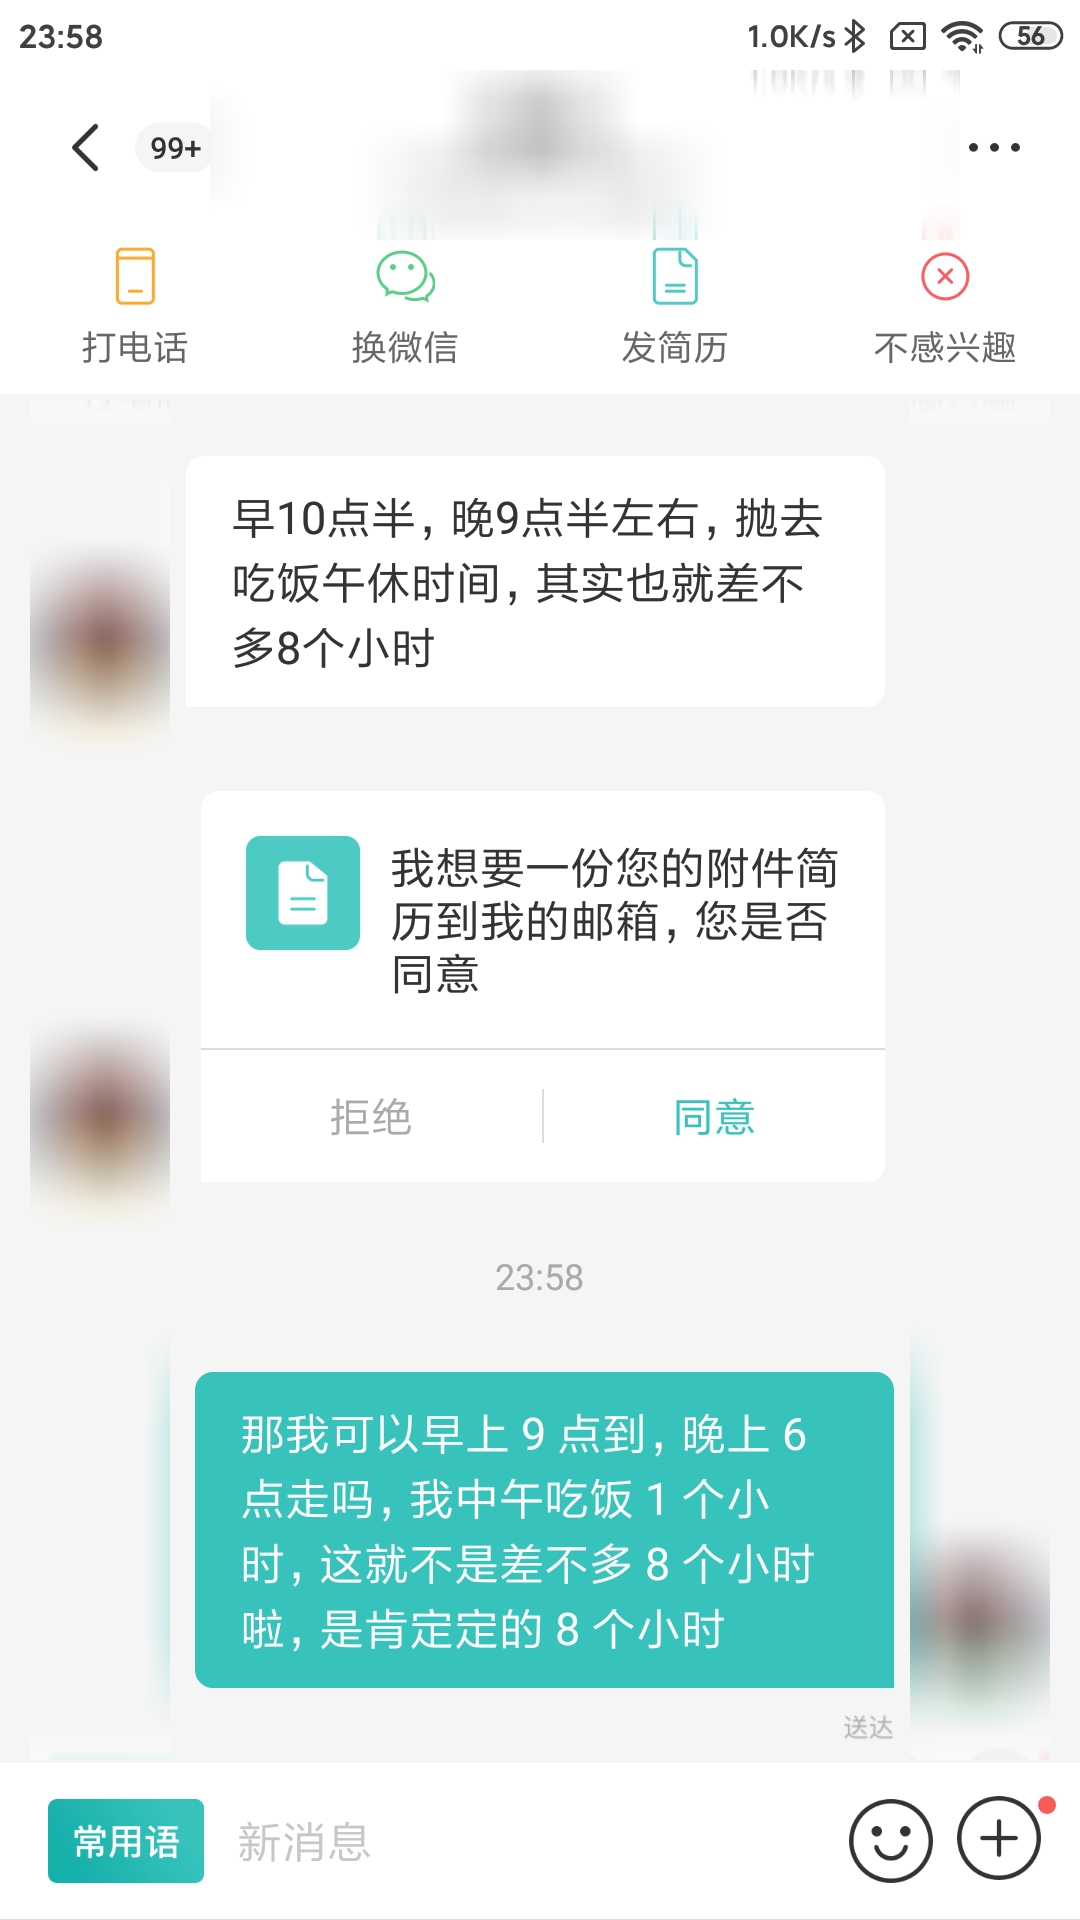 23:58 1.0K/s 56
99+
打电话 换微信 发简历 不感兴趣
早10点半，晚9点半左右，抛去
吃饭午休时间，其实也就差不
多8个小时
我想要一份您的附件简
历到我的邮箱，您是否
同意
拒绝 同意
23:58
那我可以早上 9 点到，晚上 6
点走吗，我中午吃饭 1 个小
时，这就不是差不多 8 个小时
啦，是肯定定的 8 个小时
送达
常用语 新消息